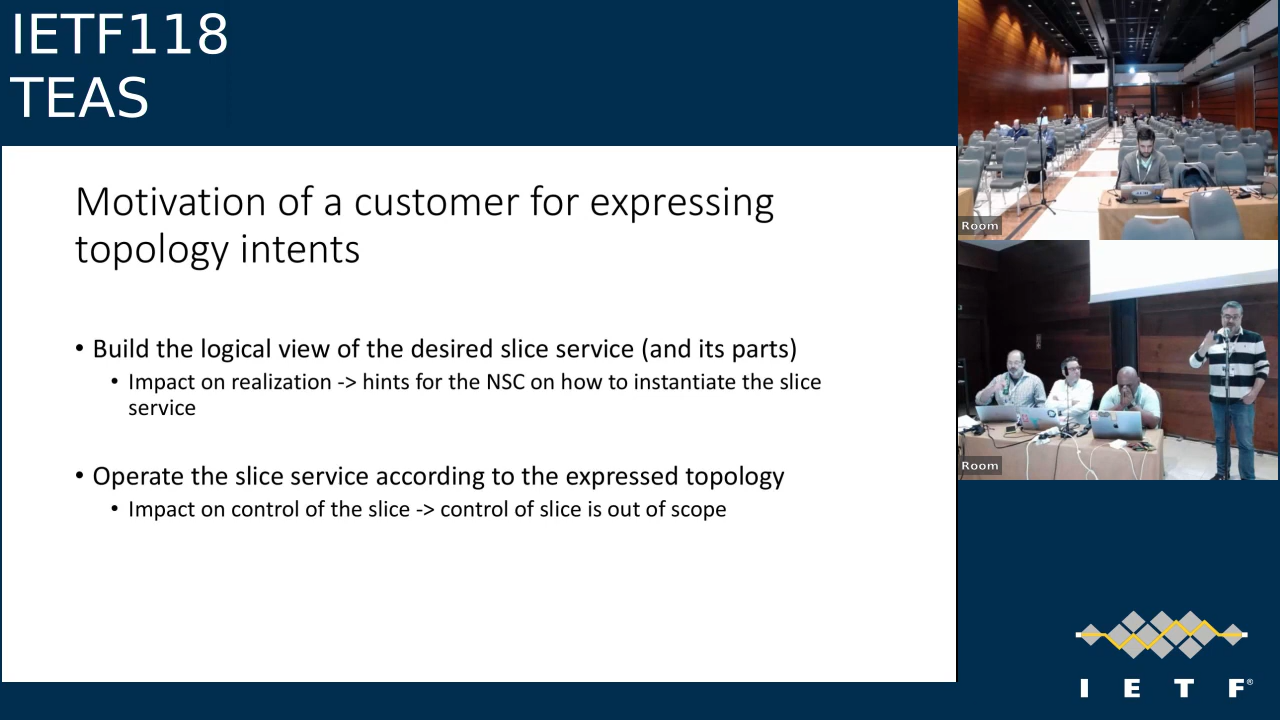 IETF118
TEAS
Motivation of a customer for expressing
topology intents
• Build the logical view of the desired slice service (and its parts)
• Impact on realization -> hints for the NSC on how to instantiate the slice
service
• Operate the slice service according to the expressed topology
• Impact on control of the slice -> control of slice is out of scope
Room
Room
I E T F®